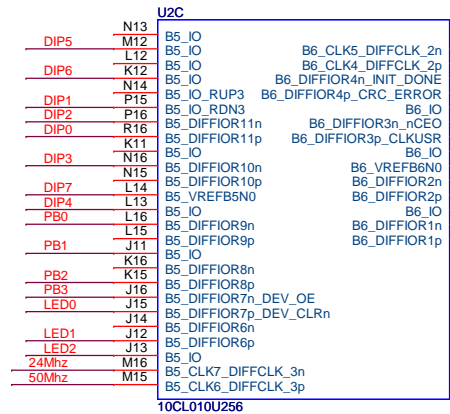 U2C
N13 B5_IO
DIP5 M12 B5_IO B6_CLK5_DIFFCLK_2n
L12 B5_IO B6_CLK4_DIFFCLK_2p
DIP6 K12 B5_IO B6_DIFFIOR4n_INIT_DONE
N14 B5_IO_RUP3 B6_DIFFIOR4p_CRC_ERROR
DIP1 P15 B5_IO_RDN3 B6_IO
DIP2 P16 B5_DIFFIOR11n B6_DIFFIOR3n_nCEO
DIP0 R16 B5_DIFFIOR11p B6_DIFFIOR3p_CLKUSR
K11 B5_IO B6_IO
DIP3 N16 B5_DIFFIOR10n B6_VREFB6N0
N15 B5_DIFFIOR10p B6_DIFFIOR2n
DIP7 L14 B5_VREFB5N0 B6_DIFFIOR2p
DIP4 L13 B5_IO B6_IO
PB0 L16 B5_DIFFIOR9n B6_DIFFIOR1n
L15 B5_DIFFIOR9p B6_DIFFIOR1p
PB1 J11 B5_IO
K16 B5_DIFFIOR8n
PB2 K15 B5_DIFFIOR8p
PB3 J16 B5_DIFFIOR7n_DEV_OE
LED0 J15 B5_DIFFIOR7p_DEV_CLRn
J14 B5_DIFFIOR6n
LED1 J12 B5_DIFFIOR6p
LED2 J13 B5_IO
24Mhz M16 B5_CLK7_DIFFCLK_3n
50Mhz M15 B5_CLK6_DIFFCLK_3p
10CL010U256